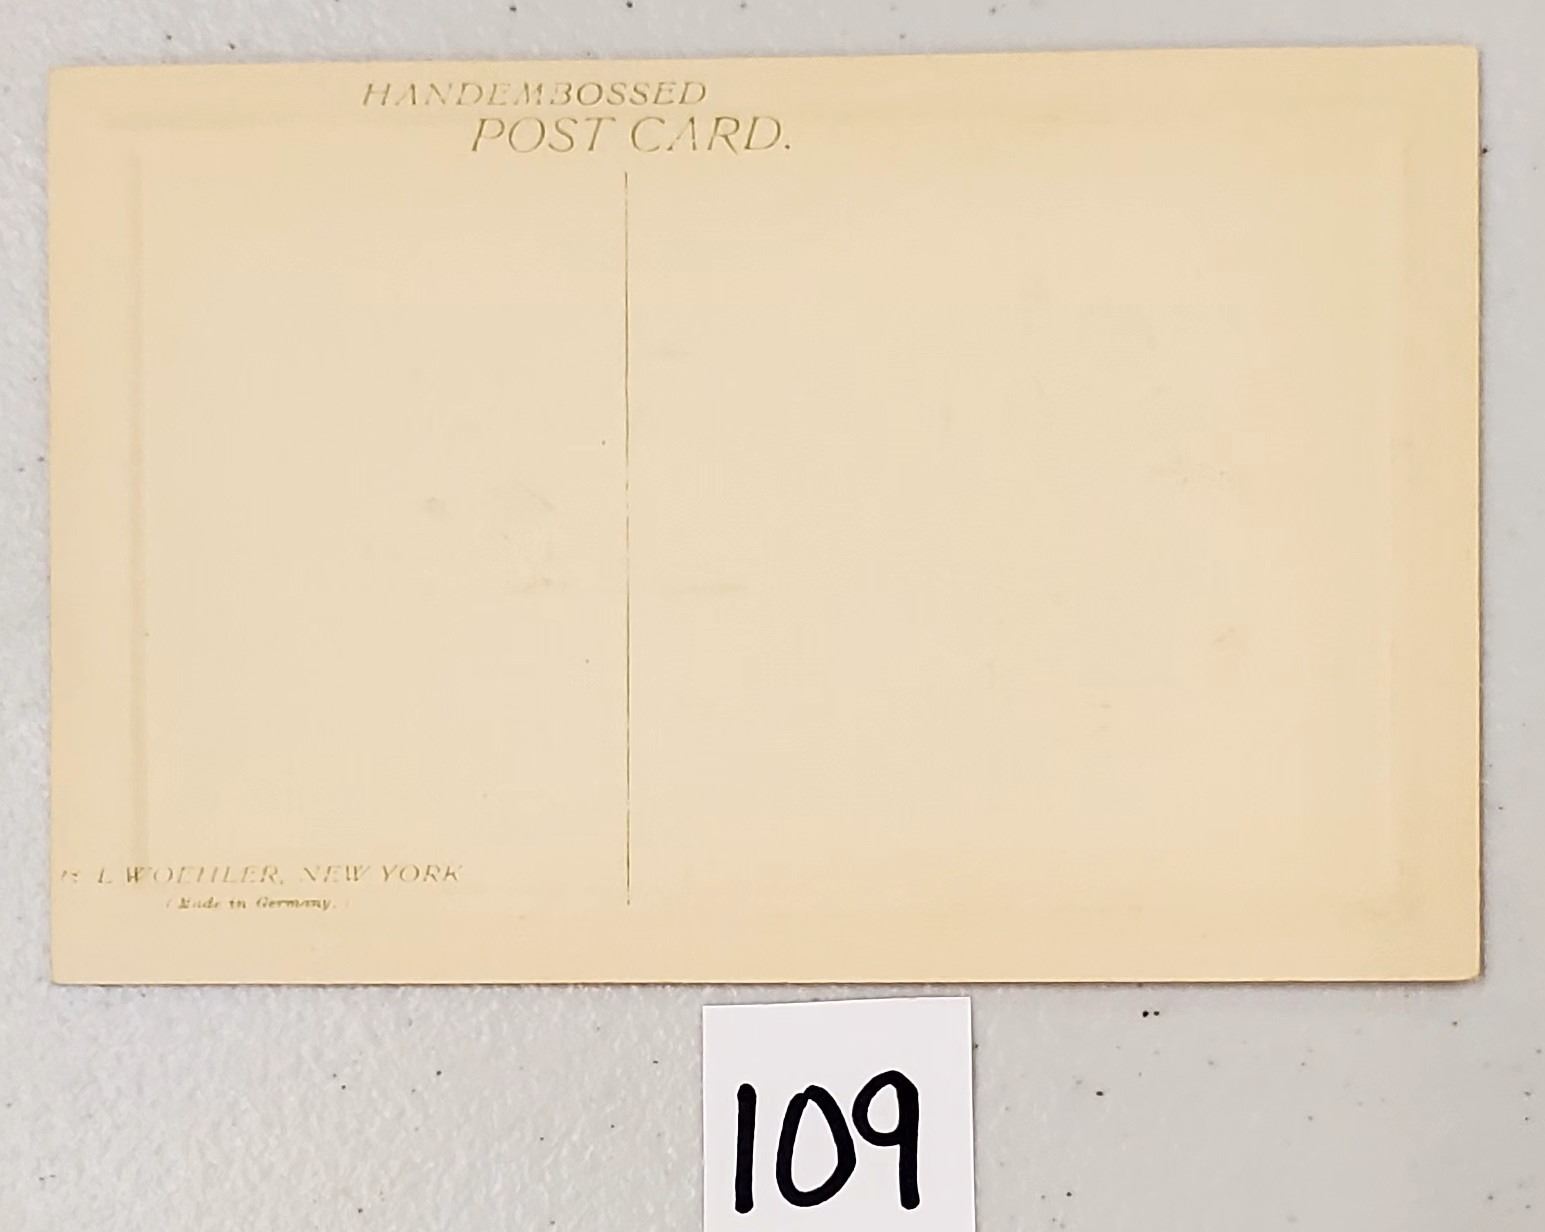 HANDEMBOSSED
POST CARD.
L WOEHLER, NEW YORK
(Made in Germany.)
109